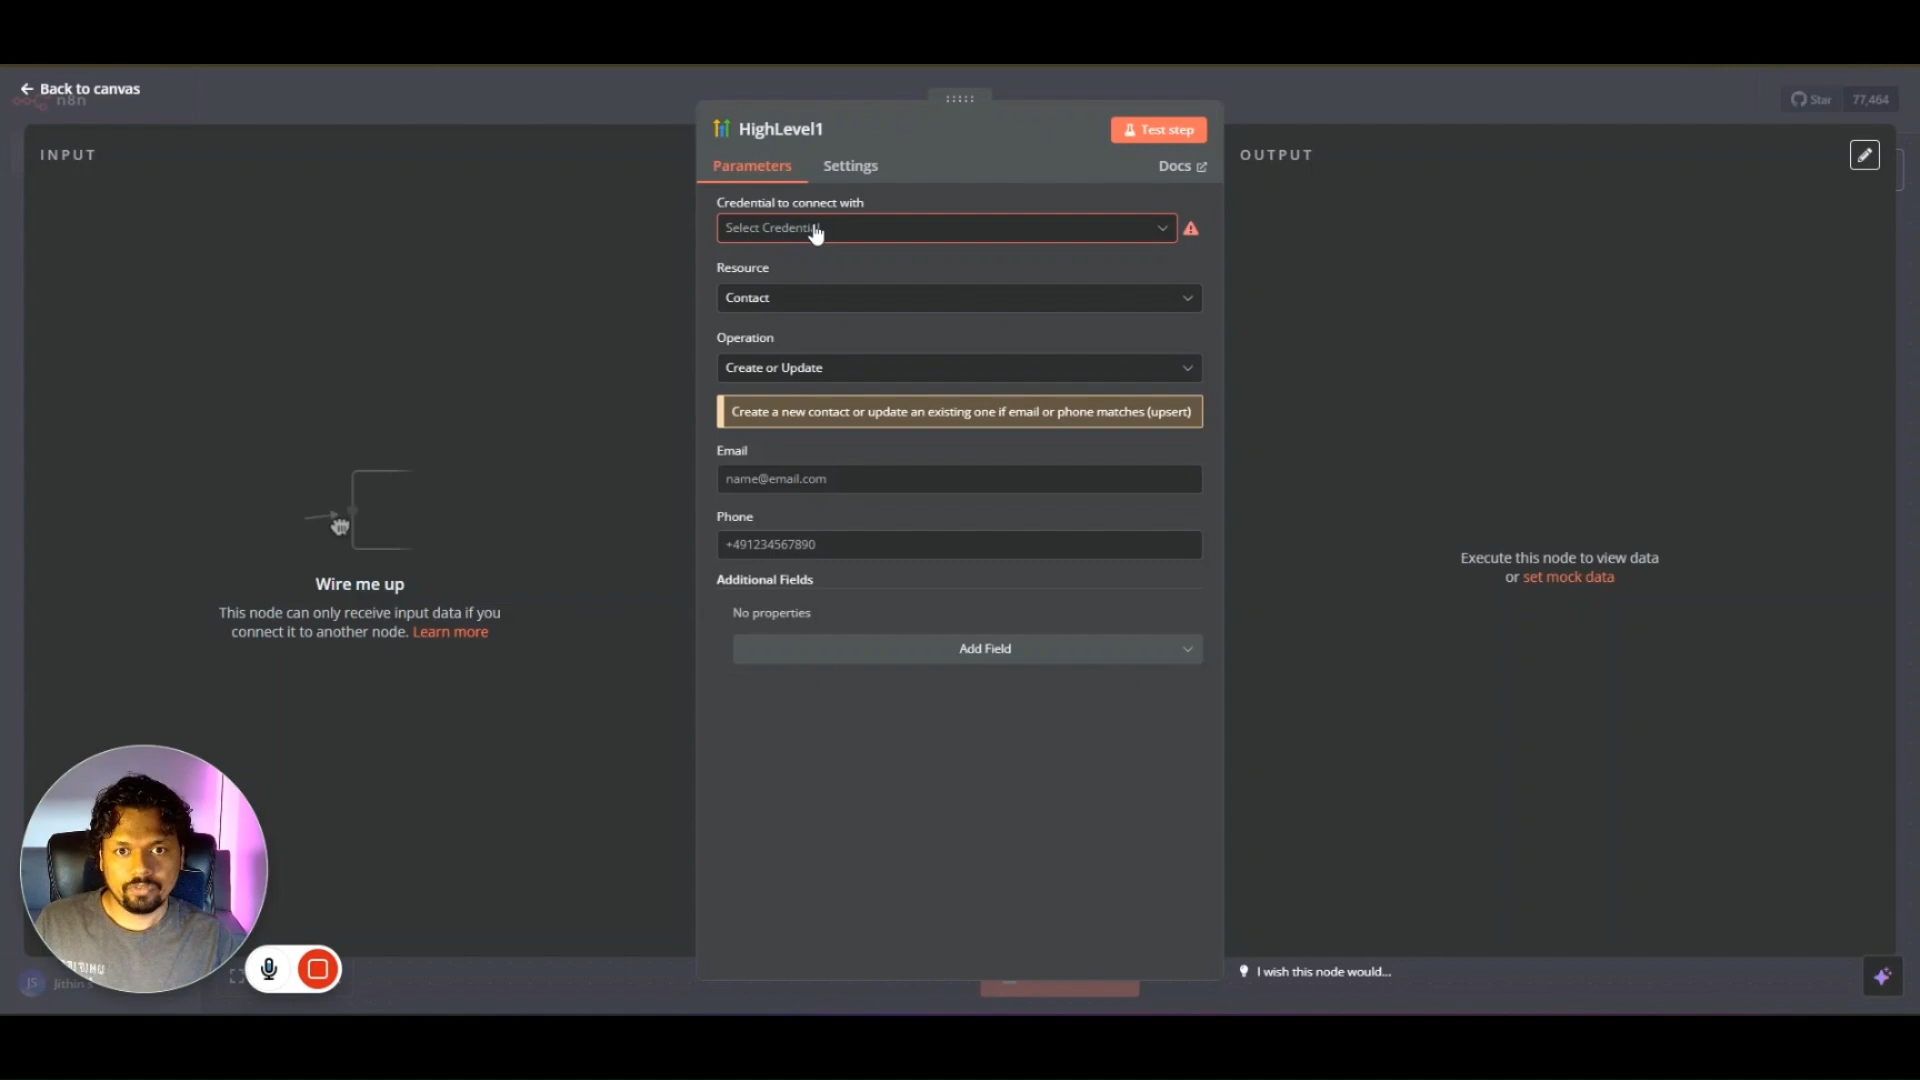 Back to canvas
n8n
Star 77,464
INPUT
HighLevel1
Test step
OUTPUT
Parameters Settings Docs
Credential to connect with
Select Credential
Resource
Contact
Operation
Create or Update
Create a new contact or update an existing one if email or phone matches (upsert)
Email
name@email.com
Phone
+491234567890
Additional Fields
No properties
Add Field
Wire me up
This node can only receive input data if you
connect it to another node. Learn more
Execute this node to view data
or set mock data
I wish this node would...
JS Jithin